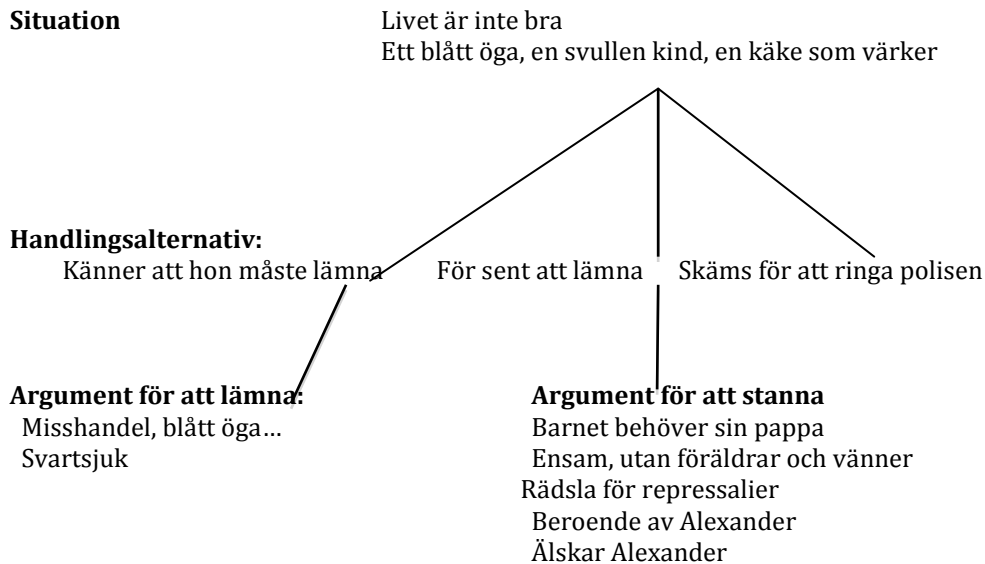 Situation Livet är inte bra
Ett blått öga, en svullen kind, en käke som värker
Handlingsalternativ:
Känner att hon måste lämna För sent att lämna Skäms för att ringa polisen
Argument för att lämna:
Misshandel, blått öga…
Svartsjuk
Argument för att stanna
Barnet behöver sin pappa
Ensam, utan föräldrar och vänner
Rädsla för repressalier
Beroende av Alexander
Älskar Alexander